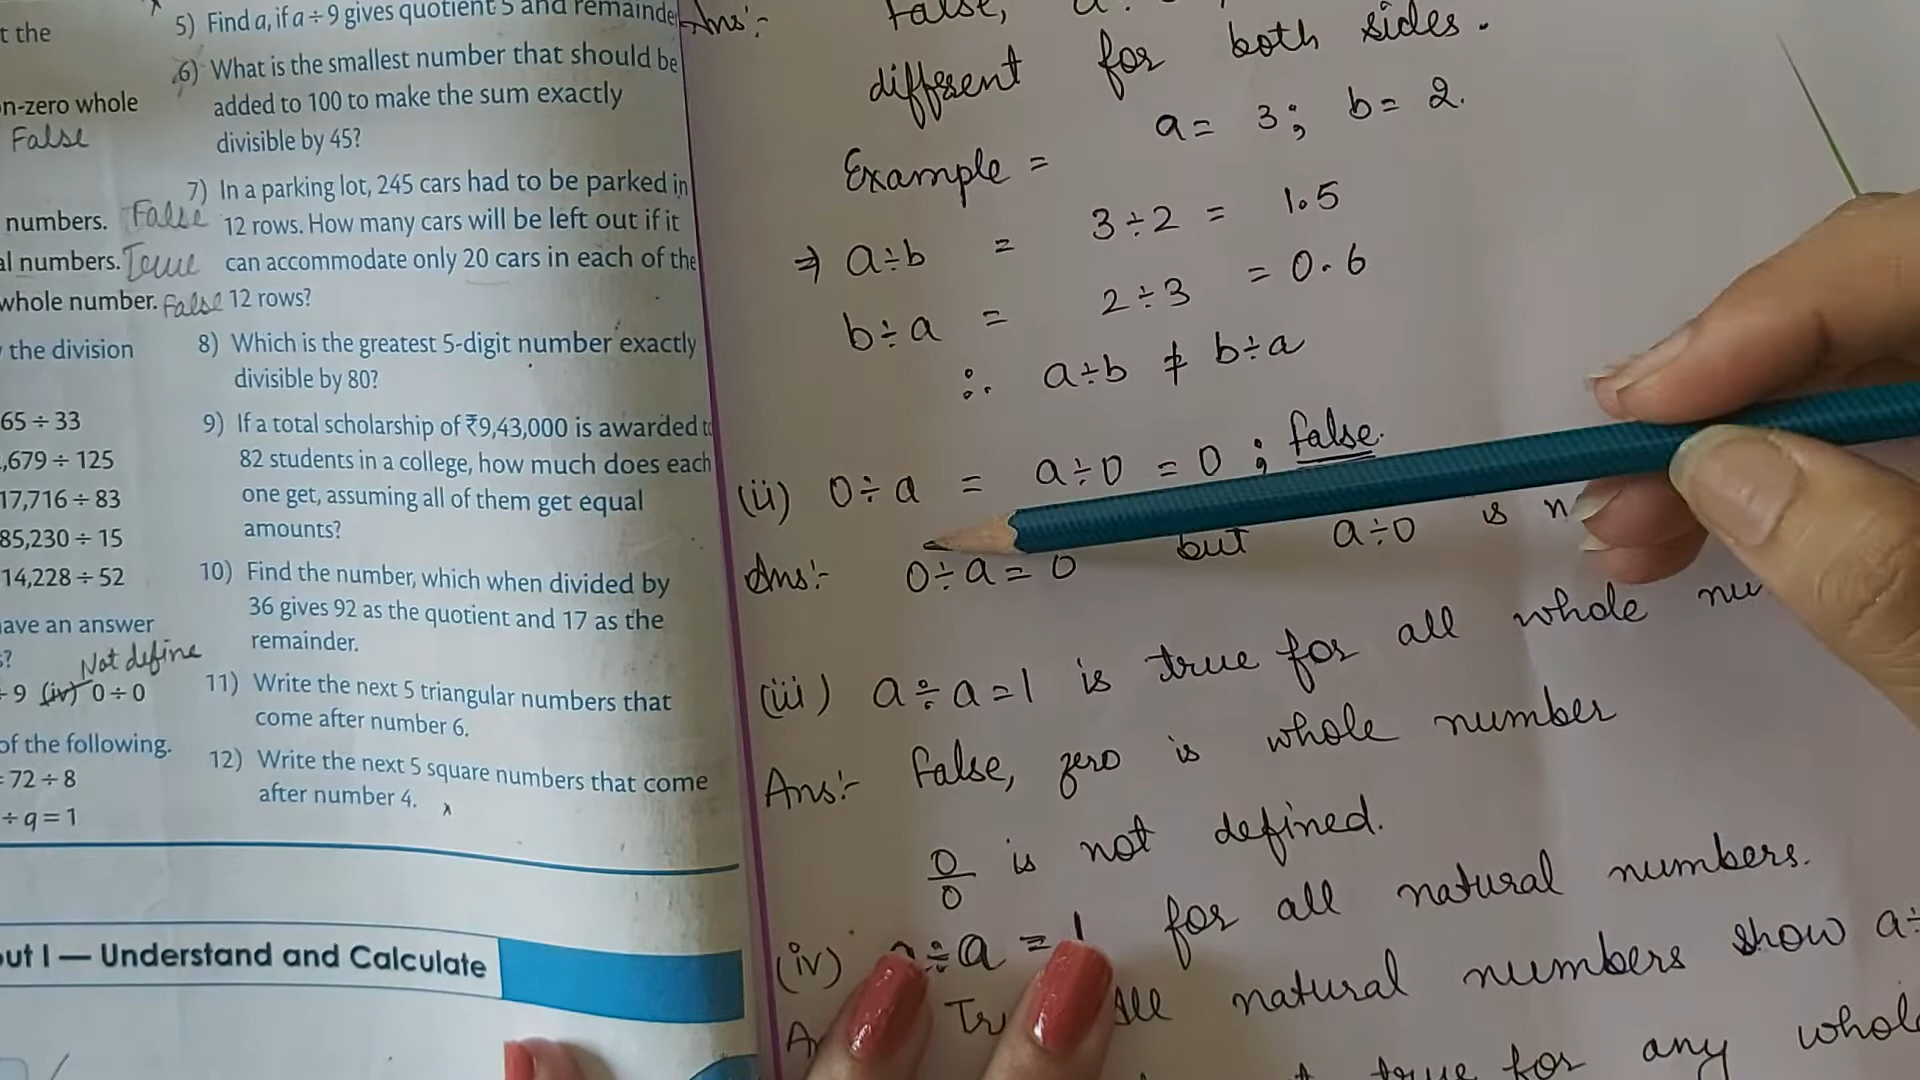 t the
n-zero whole
False
numbers. False
al numbers. True
whole number. False
the division
65 ÷ 33
,679 ÷ 125
17,716 ÷ 83
85,230 ÷ 15
14,228 ÷ 52
ave an answer
s?
Not define
÷ 9 (iv) 0 ÷ 0
of the following.
= 72 ÷ 8
÷ q = 1
5) Find a, if a ÷ 9 gives quotient 5 and remainde
6) What is the smallest number that should be
added to 100 to make the sum exactly
divisible by 45?
7) In a parking lot, 245 cars had to be parked in
12 rows. How many cars will be left out if it
can accommodate only 20 cars in each of the
12 rows?
8) Which is the greatest 5-digit number exactly
divisible by 80?
9) If a total scholarship of ₹9,43,000 is awarded to
82 students in a college, how much does each
one get, assuming all of them get equal
amounts?
10) Find the number, which when divided by
36 gives 92 as the quotient and 17 as the
remainder.
11) Write the next 5 triangular numbers that
come after number 6.
12) Write the next 5 square numbers that come
after number 4.
out I — Understand and Calculate
Ans:- False,
different for both sides.
Example = a = 3; b = 2.
⇒ a÷b = 3÷2 = 1.5
b÷a = 2÷3 = 0.6
∴ a÷b ≠ b÷a
(ii) 0÷a = a÷0 = 0 ; false.
Ans:- 0÷a = 0 but a÷0 is n
(iii) a÷a=1 is true for all whole nu
Ans:- False, zero is whole number
0/0 is not defined.
(iv) ÷a = 1 for all natural numbers.
A Tr All natural numbers show a÷
true for any whole